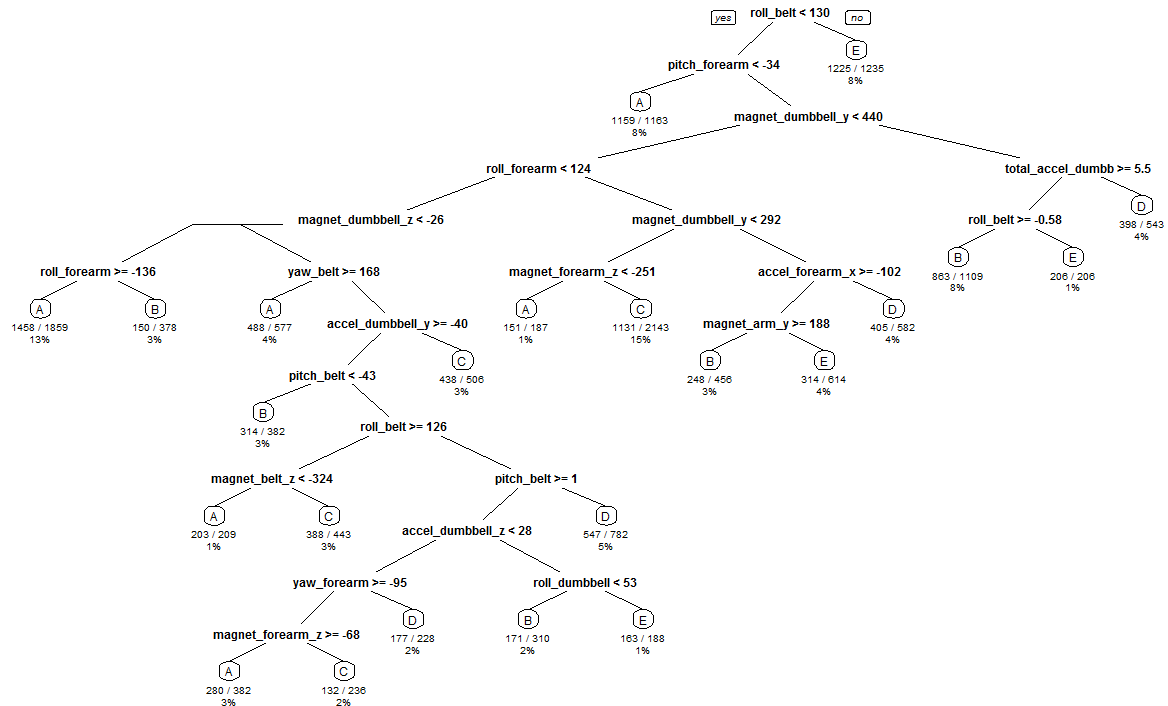 yes
roll_belt < 130
no
E
1225 / 1235
8%
pitch_forearm < -34
A
1159 / 1163
8%
magnet_dumbbell_y < 440
roll_forearm < 124
total_accel_dumbb >= 5.5
magnet_dumbbell_z < -26
magnet_dumbbell_y < 292
roll_belt >= -0.58
D
398 / 543
4%
roll_forearm >= -136
yaw_belt >= 168
magnet_forearm_z < -251
accel_forearm_x >= -102
B
863 / 1109
8%
E
206 / 206
1%
A
1458 / 1859
13%
B
150 / 378
3%
A
488 / 577
4%
accel_dumbbell_y >= -40
A
151 / 187
1%
C
1131 / 2143
15%
magnet_arm_y >= 188
D
405 / 582
4%
pitch_belt < -43
C
438 / 506
3%
B
248 / 456
3%
E
314 / 614
4%
B
314 / 382
3%
roll_belt >= 126
magnet_belt_z < -324
pitch_belt >= 1
A
203 / 209
1%
C
388 / 443
3%
accel_dumbbell_z < 28
D
547 / 782
5%
yaw_forearm >= -95
roll_dumbbell < 53
magnet_forearm_z >= -68
D
177 / 228
2%
B
171 / 310
2%
E
163 / 188
1%
A
280 / 382
3%
C
132 / 236
2%